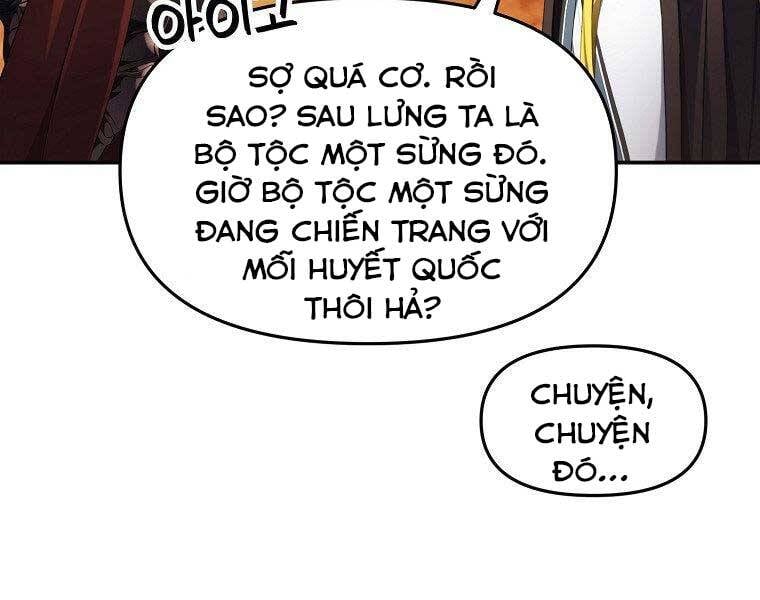 아이고
SỢ QUÁ CƠ. RỒI
SAO? SAU LƯNG TA LÀ
BỘ TỘC MỘT SỪNG ĐÓ.
GIỜ BỘ TỘC MỘT SỪNG
ĐANG CHIẾN TRANG VỚI
MỖI HUYẾT QUỐC
THÔI HẢ?
CHUYỆN,
CHUYỆN
ĐÓ...